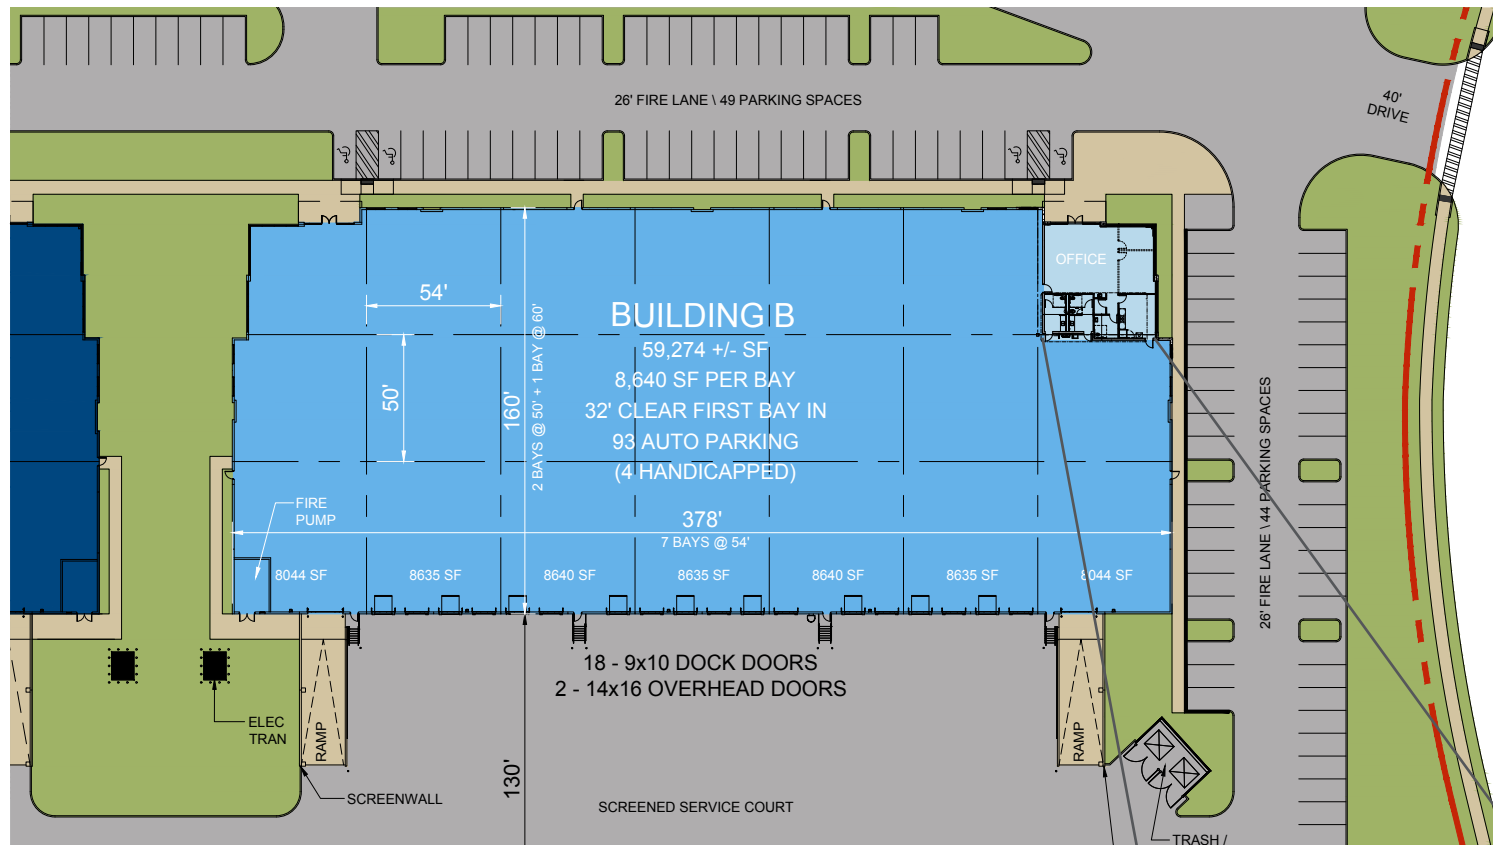 26' FIRE LANE \ 49 PARKING SPACES
40'
DRIVE
OFFICE
54'
BUILDING B
59,274 +/- SF
8,640 SF PER BAY
32' CLEAR FIRST BAY IN
93 AUTO PARKING
(4 HANDICAPPED)
50'
160'
2 BAYS @ 50' + 1 BAY @ 60'
26' FIRE LANE \ 44 PARKING SPACES
FIRE
PUMP
378'
7 BAYS @ 54'
8044 SF
8635 SF
8640 SF
8635 SF
8640 SF
8635 SF
8044 SF
18 - 9x10 DOCK DOORS
2 - 14x16 OVERHEAD DOORS
ELEC
TRAN
RAMP
RAMP
130'
SCREENWALL
SCREENED SERVICE COURT
TRASH /